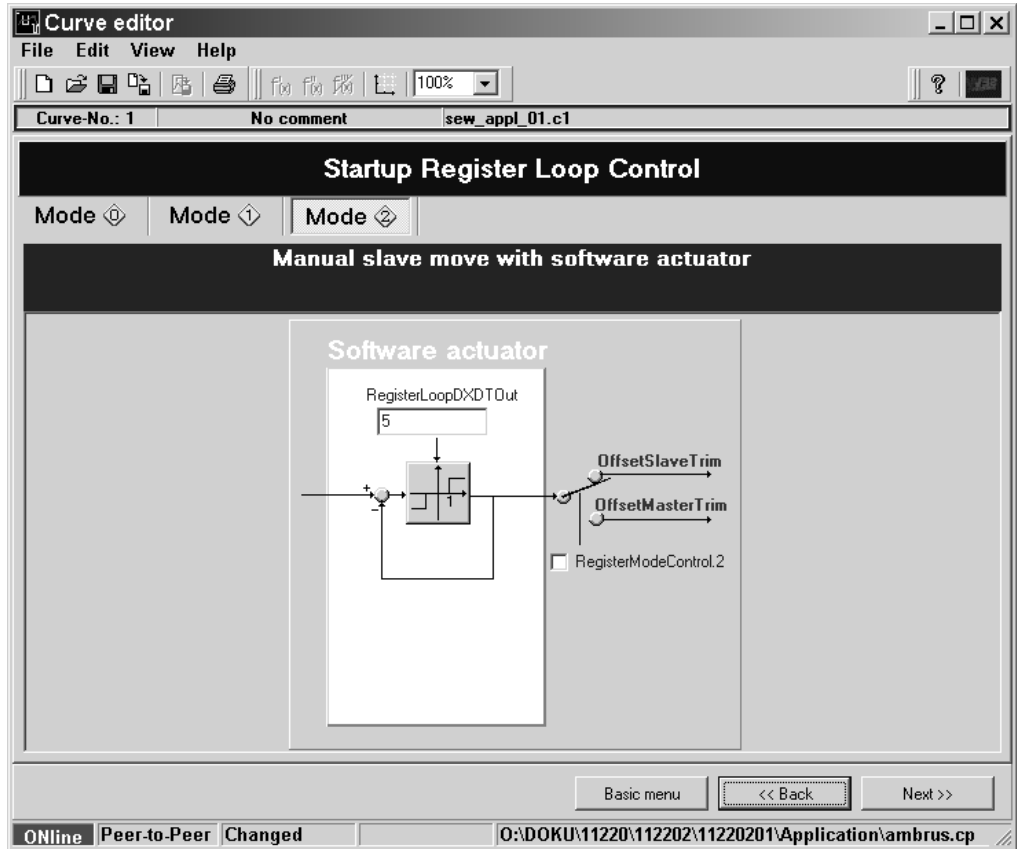 Curve editor
File Edit View Help
f(x) f'(x) f''(x) 100% ?
Curve-No.: 1 No comment sew_appl_01.c1
Startup Register Loop Control
Mode 0 Mode 1 Mode 2
Manual slave move with software actuator
Software actuator
RegisterLoopDXDTOut
5
OffsetSlaveTrim
+
1
OffsetMasterTrim
−
RegisterModeControl.2
Basic menu << Back Next >>
ONline Peer-to-Peer Changed O:\DOKU\11220\112202\11220201\Application\ambrus.cp